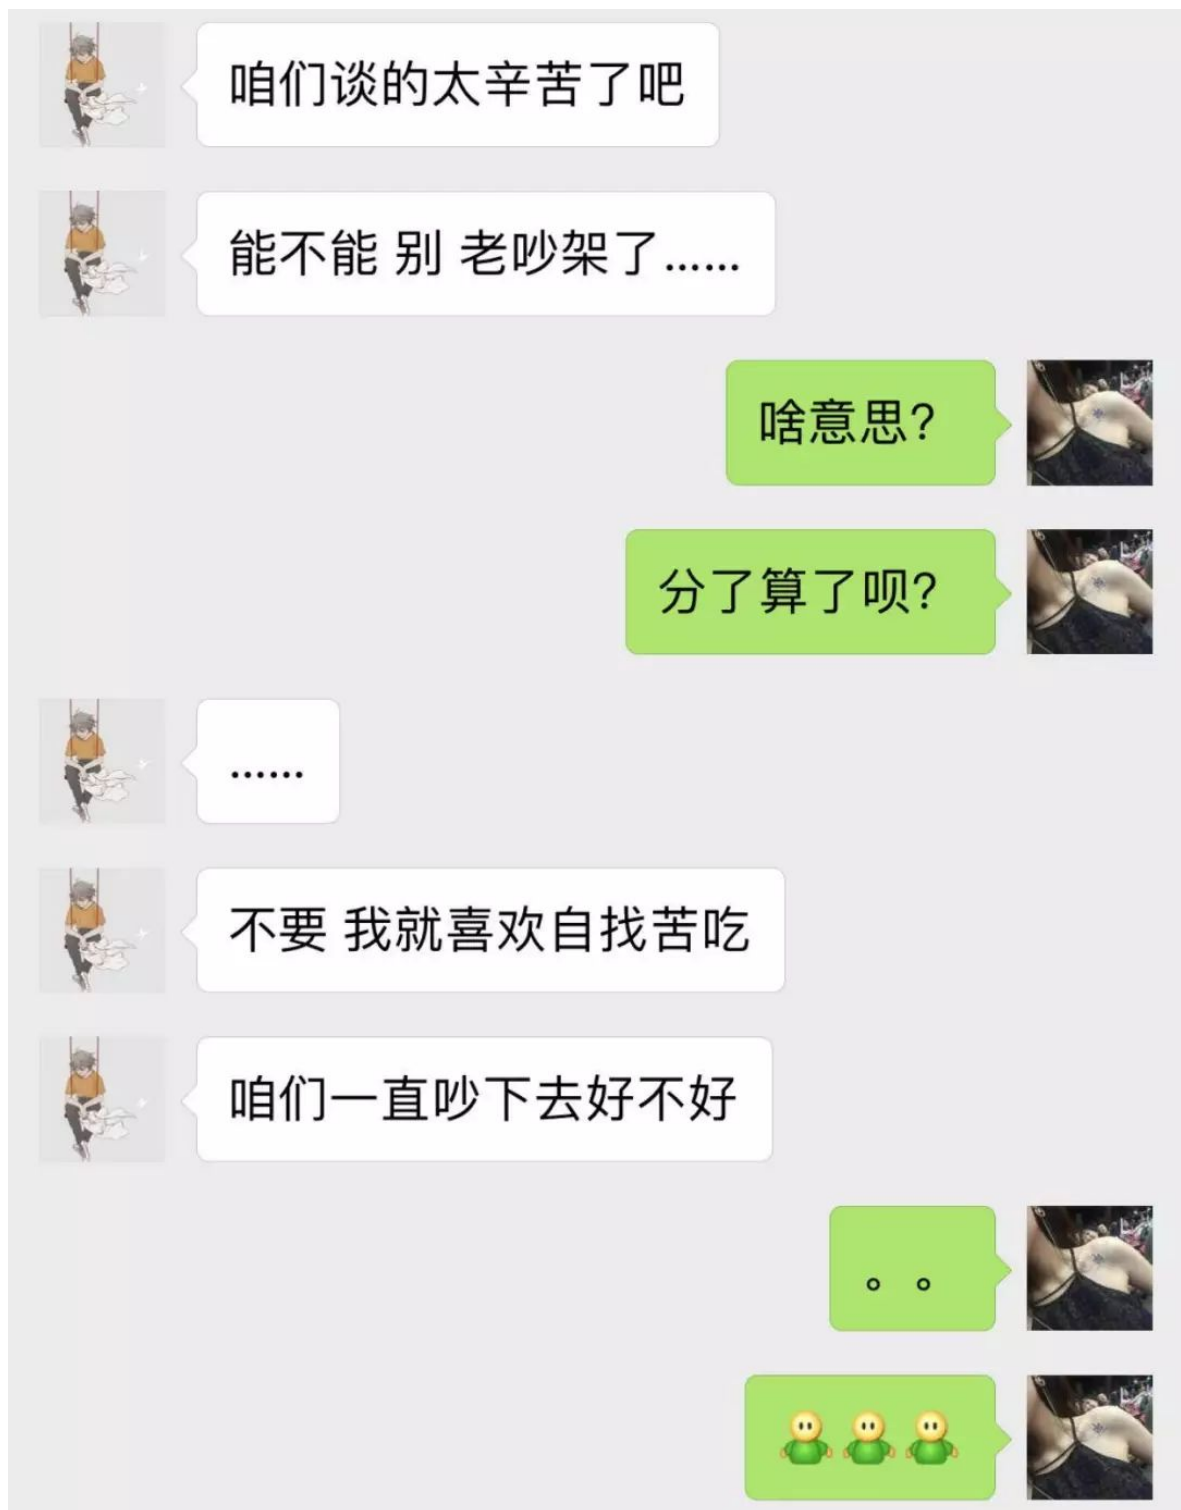 咱们谈的太辛苦了吧
能不能 别 老吵架了……
啥意思？
分了算了呗？
……
不要 我就喜欢自找苦吃
咱们一直吵下去好不好
。。